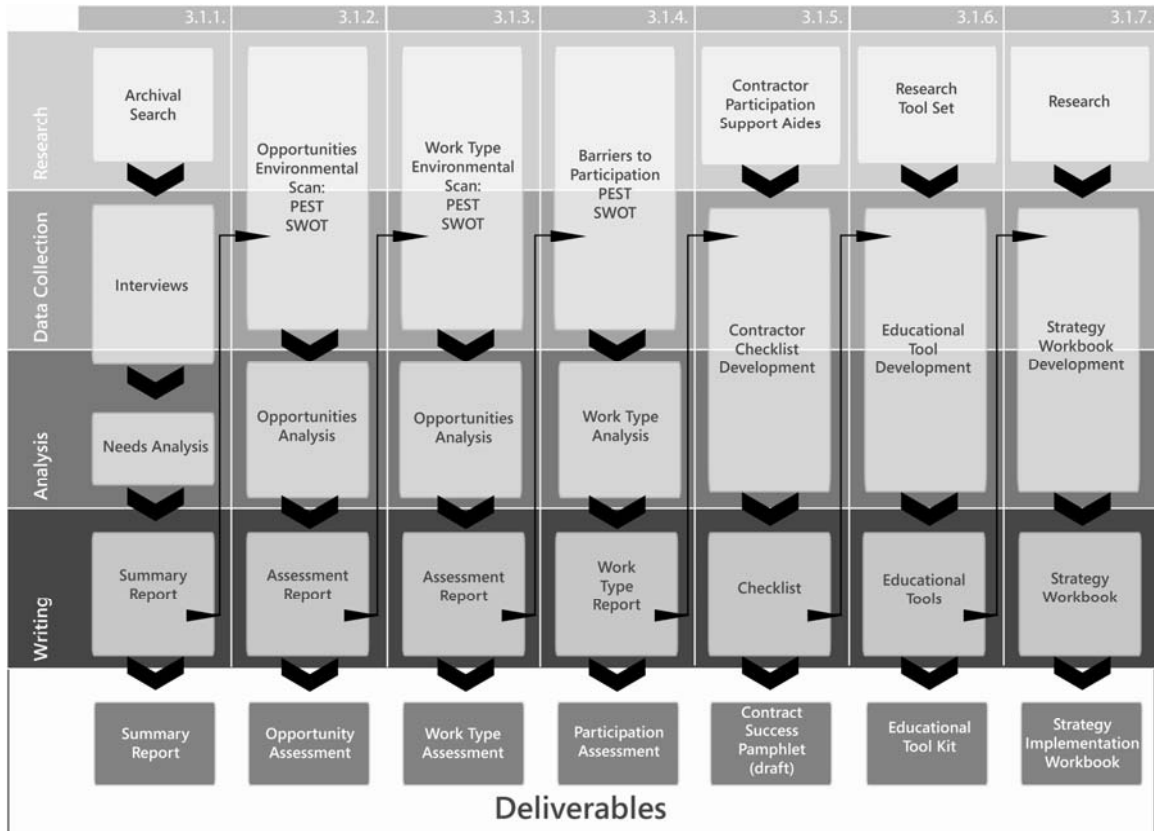 3.1.1.
3.1.2.
3.1.3.
3.1.4.
3.1.5.
3.1.6.
3.1.7.
Research
Archival
Search
Opportunities
Environmental
Scan:
PEST
SWOT
Work Type
Environmental
Scan:
PEST
SWOT
Barriers to
Participation
PEST
SWOT
Contractor
Participation
Support Aides
Research
Tool Set
Research
Data Collection
Interviews
Contractor
Checklist
Development
Educational
Tool
Development
Strategy
Workbook
Development
Analysis
Needs Analysis
Opportunities
Analysis
Opportunities
Analysis
Work Type
Analysis
Writing
Summary
Report
Assessment
Report
Assessment
Report
Work
Type
Report
Checklist
Educational
Tools
Strategy
Workbook
Summary
Report
Opportunity
Assessment
Work Type
Assessment
Participation
Assessment
Contract
Success
Pamphlet
(draft)
Educational
Tool Kit
Strategy
Implementation
Workbook
Deliverables